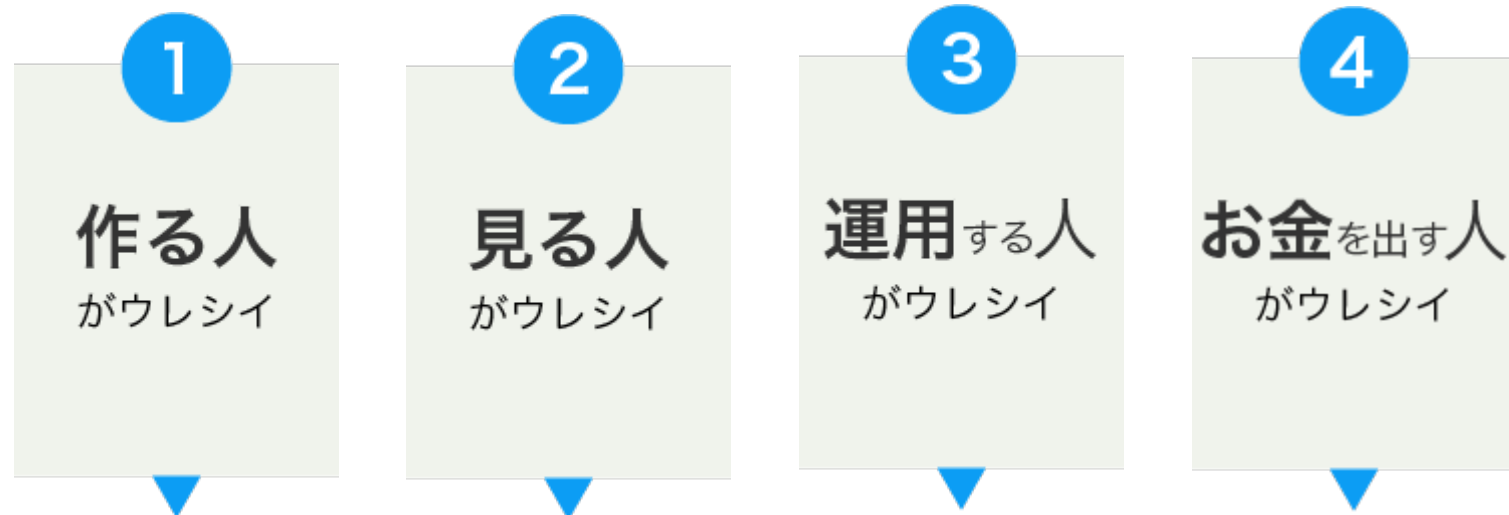 1
作る人
がウレシイ
2
見る人
がウレシイ
3
運用する人
がウレシイ
4
お金を出す人
がウレシイ